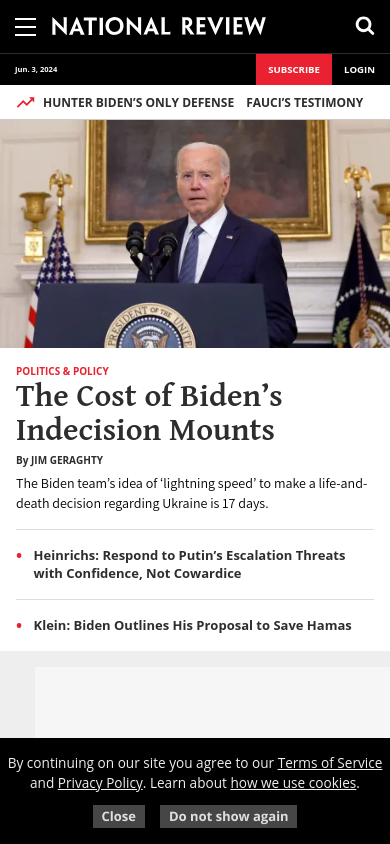 NATIONAL REVIEW
Jun. 3, 2024
SUBSCRIBE
LOGIN
HUNTER BIDEN'S ONLY DEFENSE FAUCI'S TESTIMONY
PRESIDENT OF THE
POLITICS & POLICY
The Cost of Biden's
Indecision Mounts
By JIM GERAGHTY
The Biden team's idea of 'lightning speed' to make a life-and-
death decision regarding Ukraine is 17 days.
Heinrichs: Respond to Putin's Escalation Threats
with Confidence, Not Cowardice
Klein: Biden Outlines His Proposal to Save Hamas
By continuing on our site you agree to our Terms of Service
and Privacy Policy. Learn about how we use cookies.
Close
Do not show again